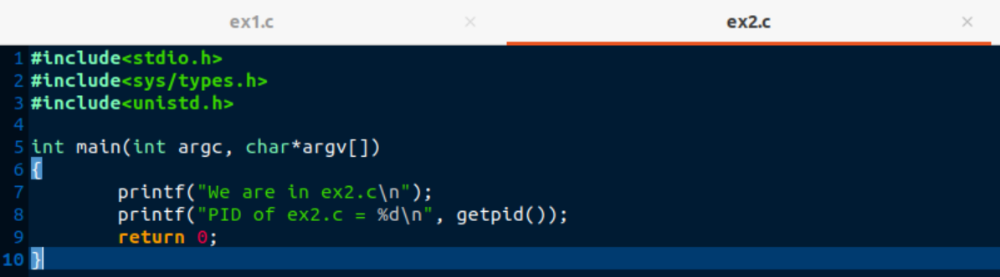 ex1.c × ex2.c ×
1 #include<stdio.h>
2 #include<sys/types.h>
3 #include<unistd.h>
4
5 int main(int argc, char*argv[])
6 {
7         printf("We are in ex2.c\n");
8         printf("PID of ex2.c = %d\n", getpid());
9         return 0;
10 }